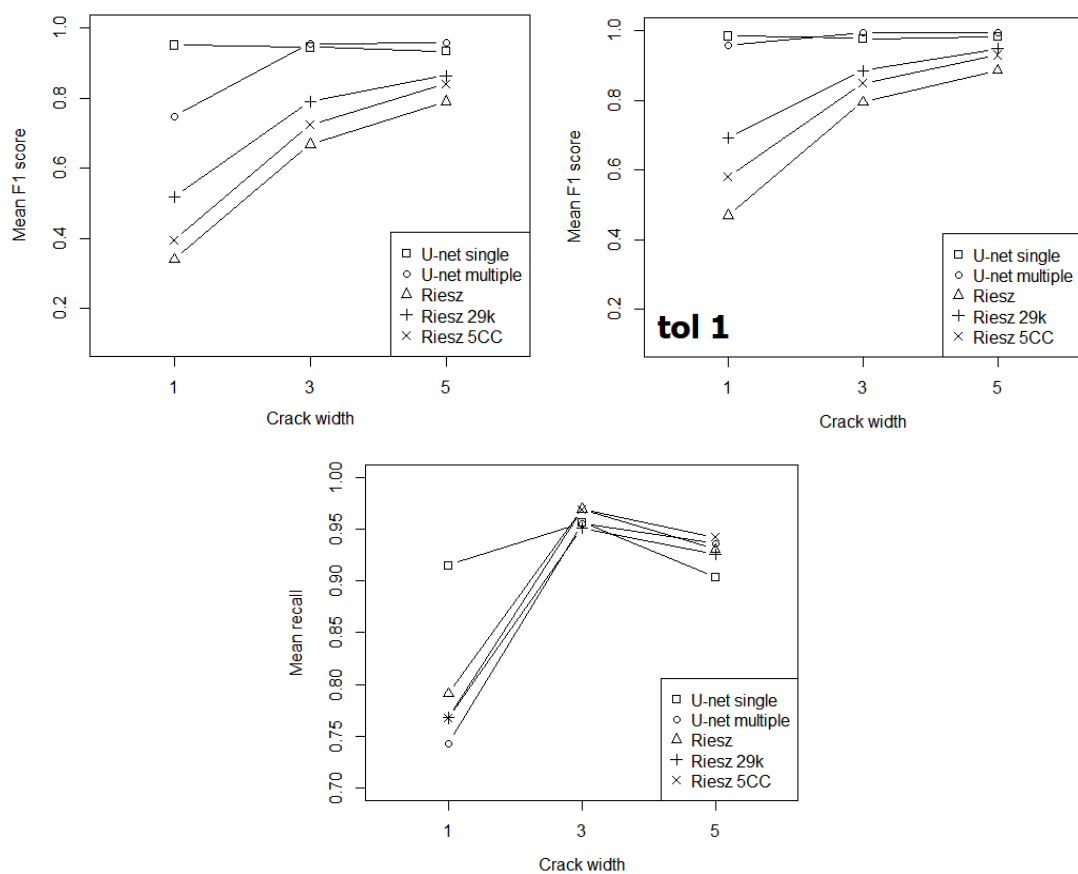 Mean F1 score
1.0
0.8
0.6
0.4
0.2
U-net single
U-net multiple
Riesz
Riesz 29k
Riesz 5CC
1 3 5
Crack width
Mean F1 score
1.0
0.8
0.6
0.4
0.2
U-net single
U-net multiple
Riesz
Riesz 29k
Riesz 5CC
tol 1
1 3 5
Crack width
Mean recall
1.00
0.95
0.90
0.85
0.80
0.75
0.70
U-net single
U-net multiple
Riesz
Riesz 29k
Riesz 5CC
1 3 5
Crack width